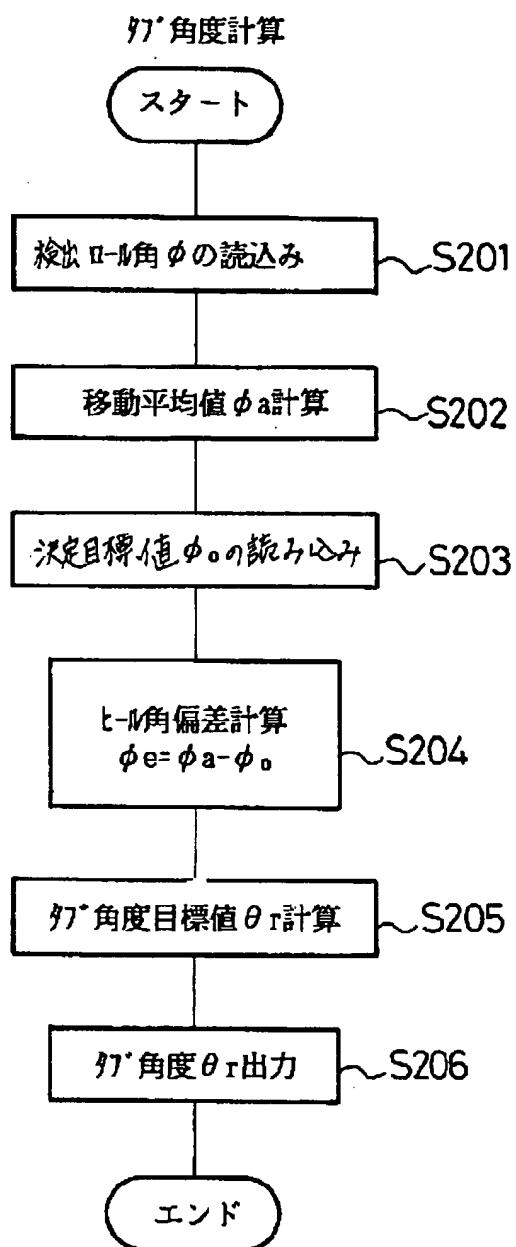 ﾀﾌﾞ角度計算
スタート
検出ﾛｰﾙ角φの読込み
S201
移動平均値φa計算
S202
決定目標値φ₀の読み込み
S203
ﾋｰﾙ角偏差計算
φe=φa-φ₀
S204
ﾀﾌﾞ角度目標値θr計算
S205
ﾀﾌﾞ角度θr出力
S206
エンド